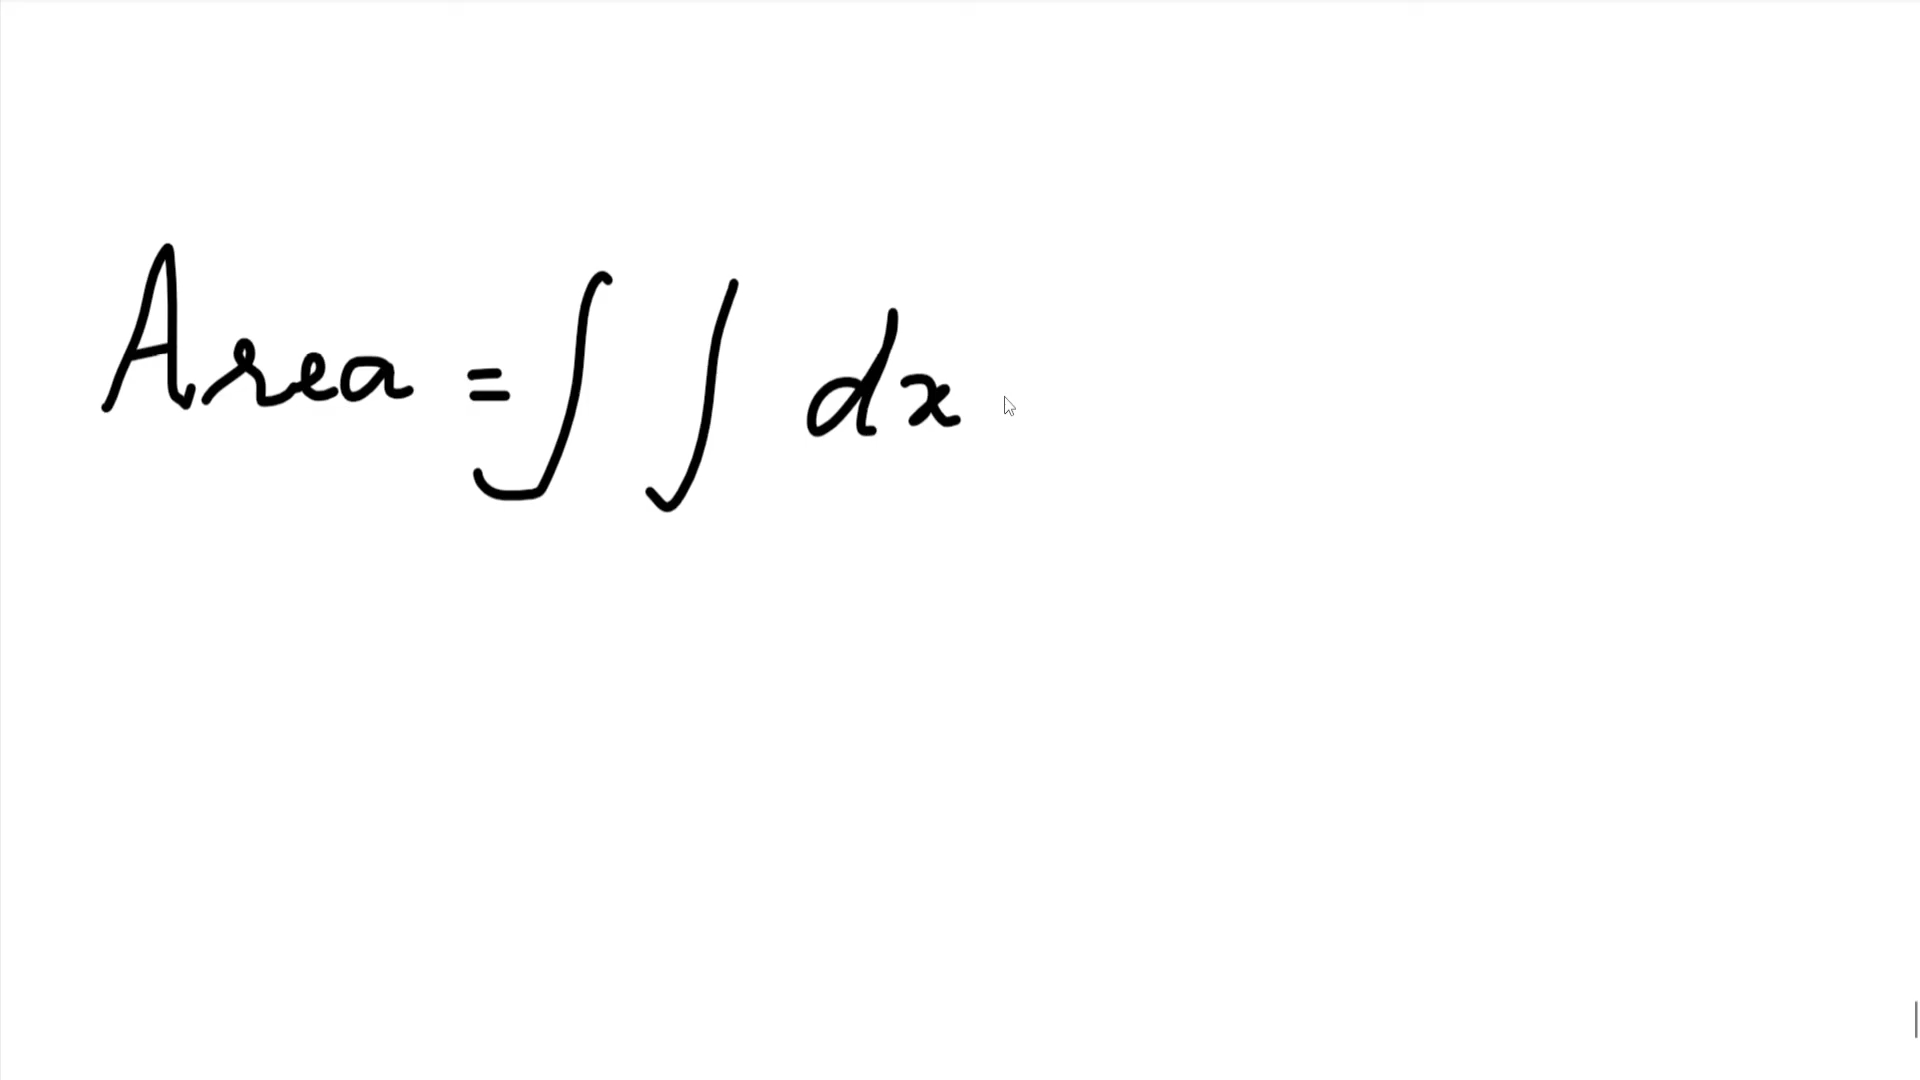 Area = ∫ ∫ dx